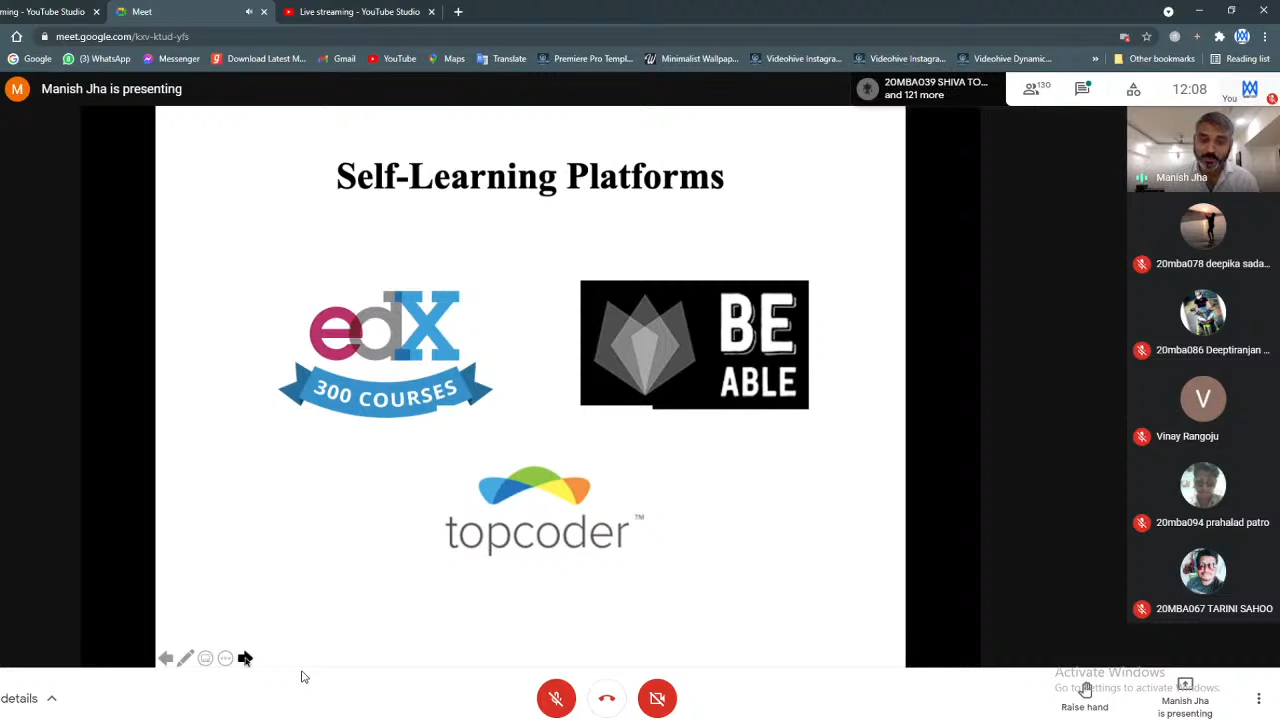 ming - YouTube Studio
Meet
Live streaming - YouTube Studio
meet.google.com/kxv-ktud-yfs
Google
(3) WhatsApp
Messenger
Download Latest M...
Gmail
YouTube
Maps
Translate
Premiere Pro Templ...
Minimalist Wallpap...
Videohive Instagra...
Videohive Instagra...
Videohive Dynamic...
»
Other bookmarks
Reading list
M
Manish Jha is presenting
20MBA039 SHIVA TO...
and 121 more
130
12:08
You
Self-Learning Platforms
edX
300 COURSES
BE
ABLE
topcoder™
Manish Jha
20mba078 deepika sada...
20mba086 Deeptiranjan ...
V
Vinay Rangoju
20mba094 prahalad patro
20MBA067 TARINI SAHOO
details
Activate Windows
Go to Settings to activate Windows.
Raise hand
Manish Jha
is presenting